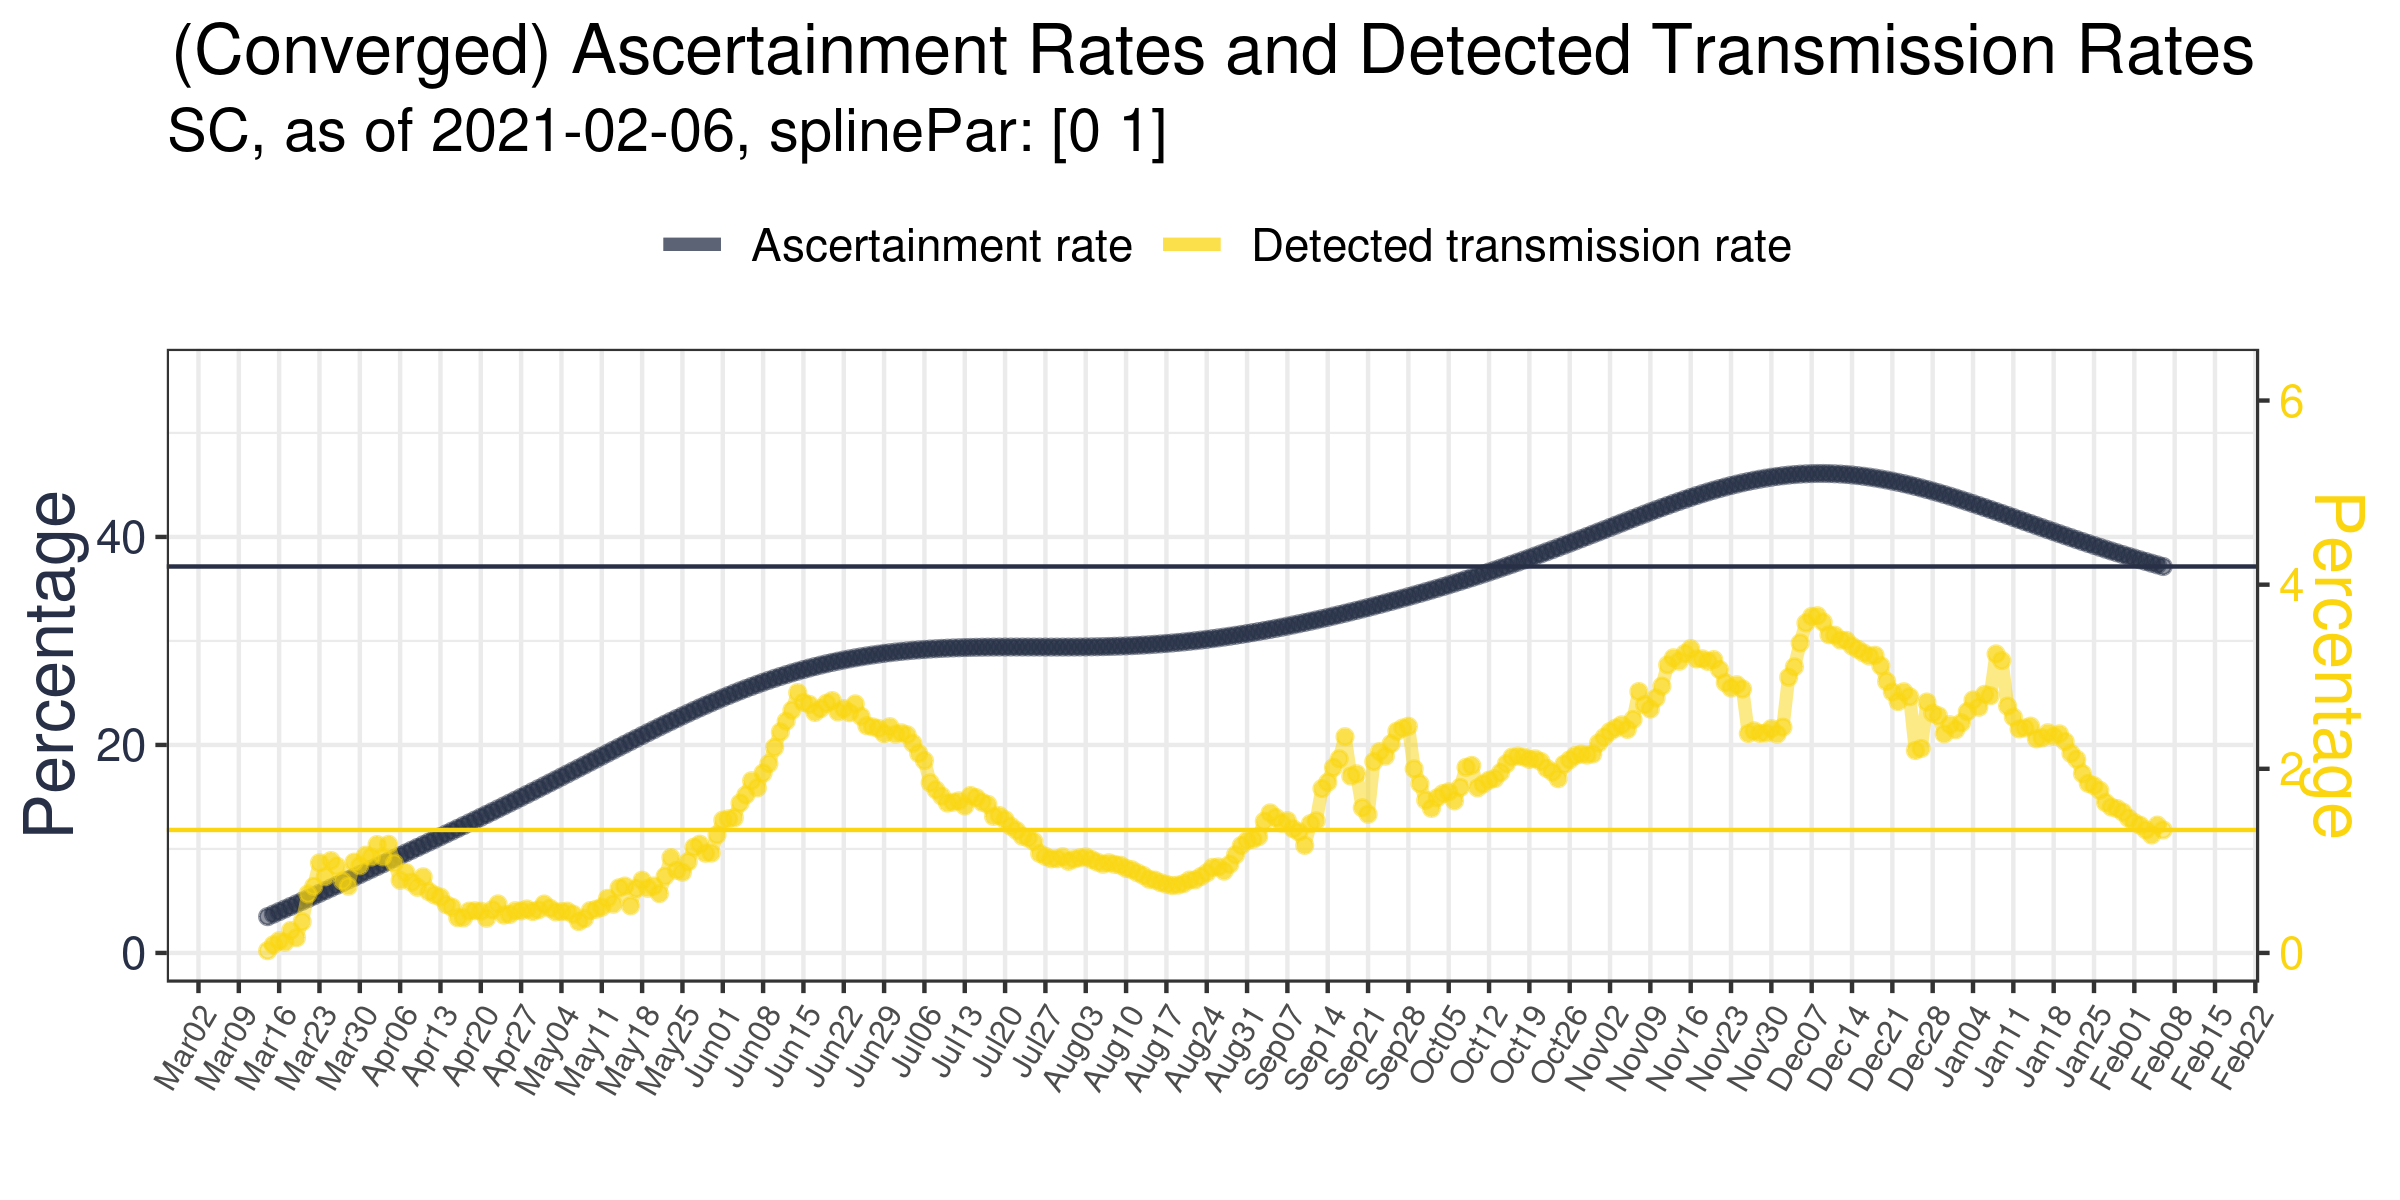 (Converged) Ascertainment Rates and Detected Transmission Rates
SC, as of 2021-02-06, splinePar: [0 1]
Ascertainment rate
Detected transmission rate
Percentage
40
20
0
6
4
2
0
Percentage
Mar02
Mar09
Mar16
Mar23
Mar30
Apr06
Apr13
Apr20
Apr27
May04
May11
May18
May25
Jun01
Jun08
Jun15
Jun22
Jun29
Jul06
Jul13
Jul20
Jul27
Aug03
Aug10
Aug17
Aug24
Aug31
Sep07
Sep14
Sep21
Sep28
Oct05
Oct12
Oct19
Oct26
Nov02
Nov09
Nov16
Nov23
Nov30
Dec07
Dec14
Dec21
Dec28
Jan04
Jan11
Jan18
Jan25
Feb01
Feb08
Feb15
Feb22